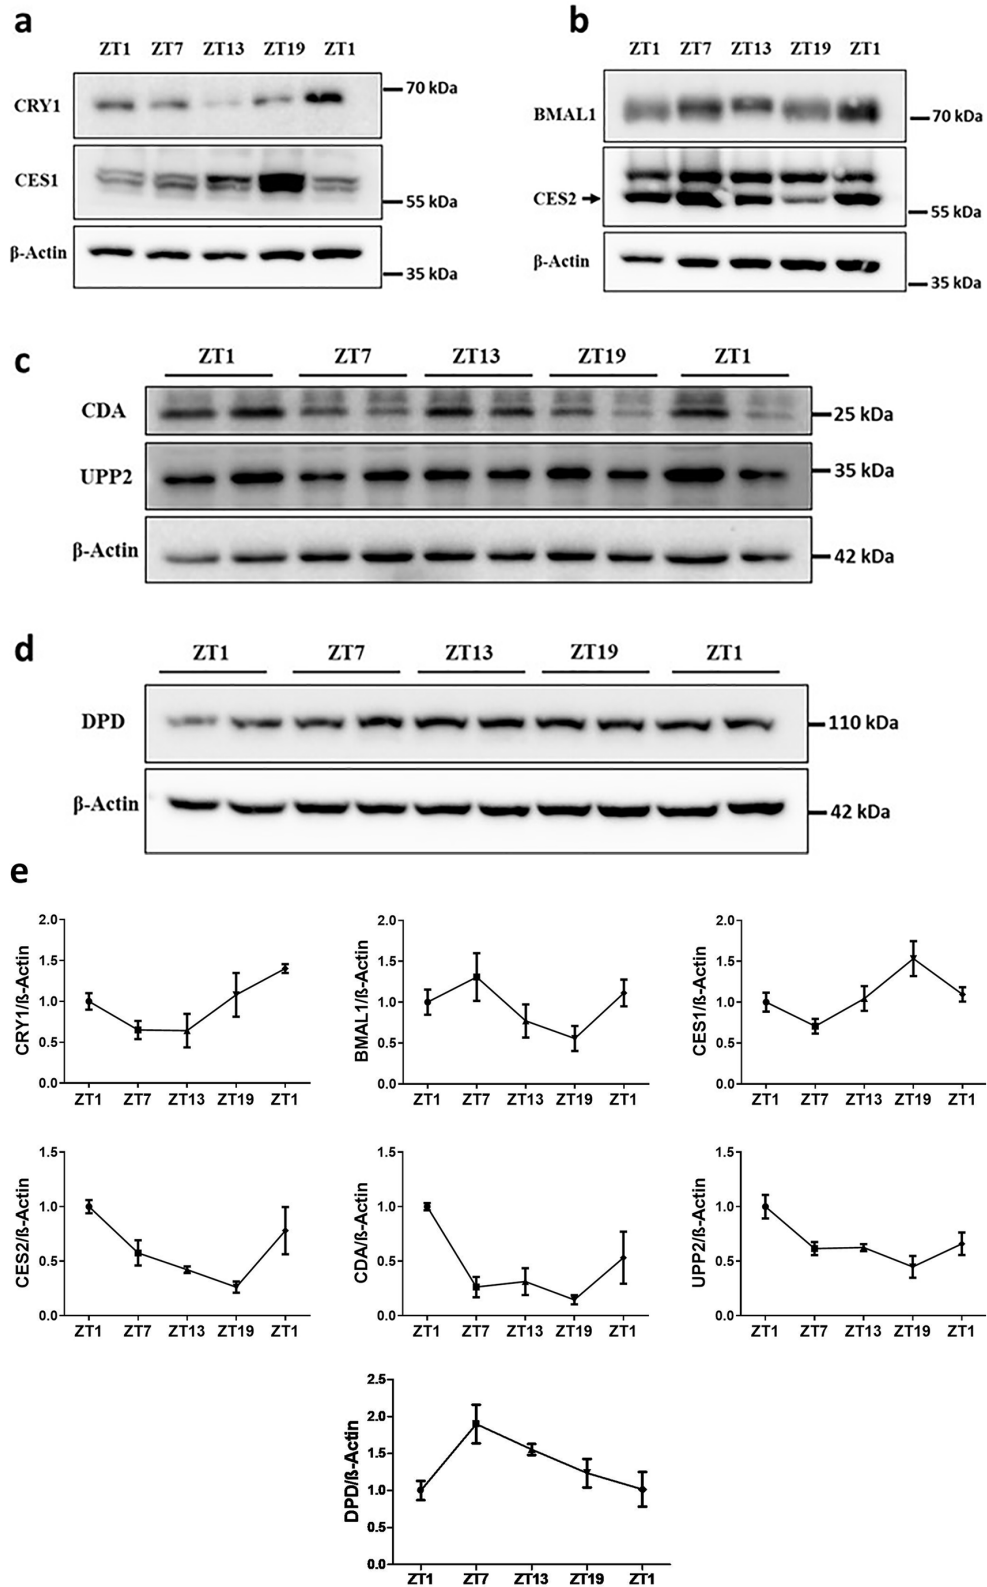 a
ZT1 ZT7 ZT13 ZT19 ZT1
CRY1
70 kDa
CES1
55 kDa
β-Actin
35 kDa
b
ZT1 ZT7 ZT13 ZT19 ZT1
BMAL1
70 kDa
CES2
55 kDa
β-Actin
35 kDa
c
ZT1 ZT7 ZT13 ZT19 ZT1
CDA
25 kDa
UPP2
35 kDa
β-Actin
42 kDa
d
ZT1 ZT7 ZT13 ZT19 ZT1
DPD
110 kDa
β-Actin
42 kDa
e
CRY1/ß-Actin
2.0
1.5
1.0
0.5
0.0
ZT1 ZT7 ZT13 ZT19 ZT1
BMAL1/ß-Actin
2.0
1.5
1.0
0.5
0.0
ZT1 ZT7 ZT13 ZT19 ZT1
CES1/ß-Actin
2.0
1.5
1.0
0.5
0.0
ZT1 ZT7 ZT13 ZT19 ZT1
CES2/ß-Actin
1.5
1.0
0.5
0.0
ZT1 ZT7 ZT13 ZT19 ZT1
CDA/ß-Actin
1.5
1.0
0.5
0.0
ZT1 ZT7 ZT13 ZT19 ZT1
UPP2/ß-Actin
1.5
1.0
0.5
0.0
ZT1 ZT7 ZT13 ZT19 ZT1
DPD/ß-Actin
2.5
2.0
1.5
1.0
0.5
0.0
ZT1 ZT7 ZT13 ZT19 ZT1